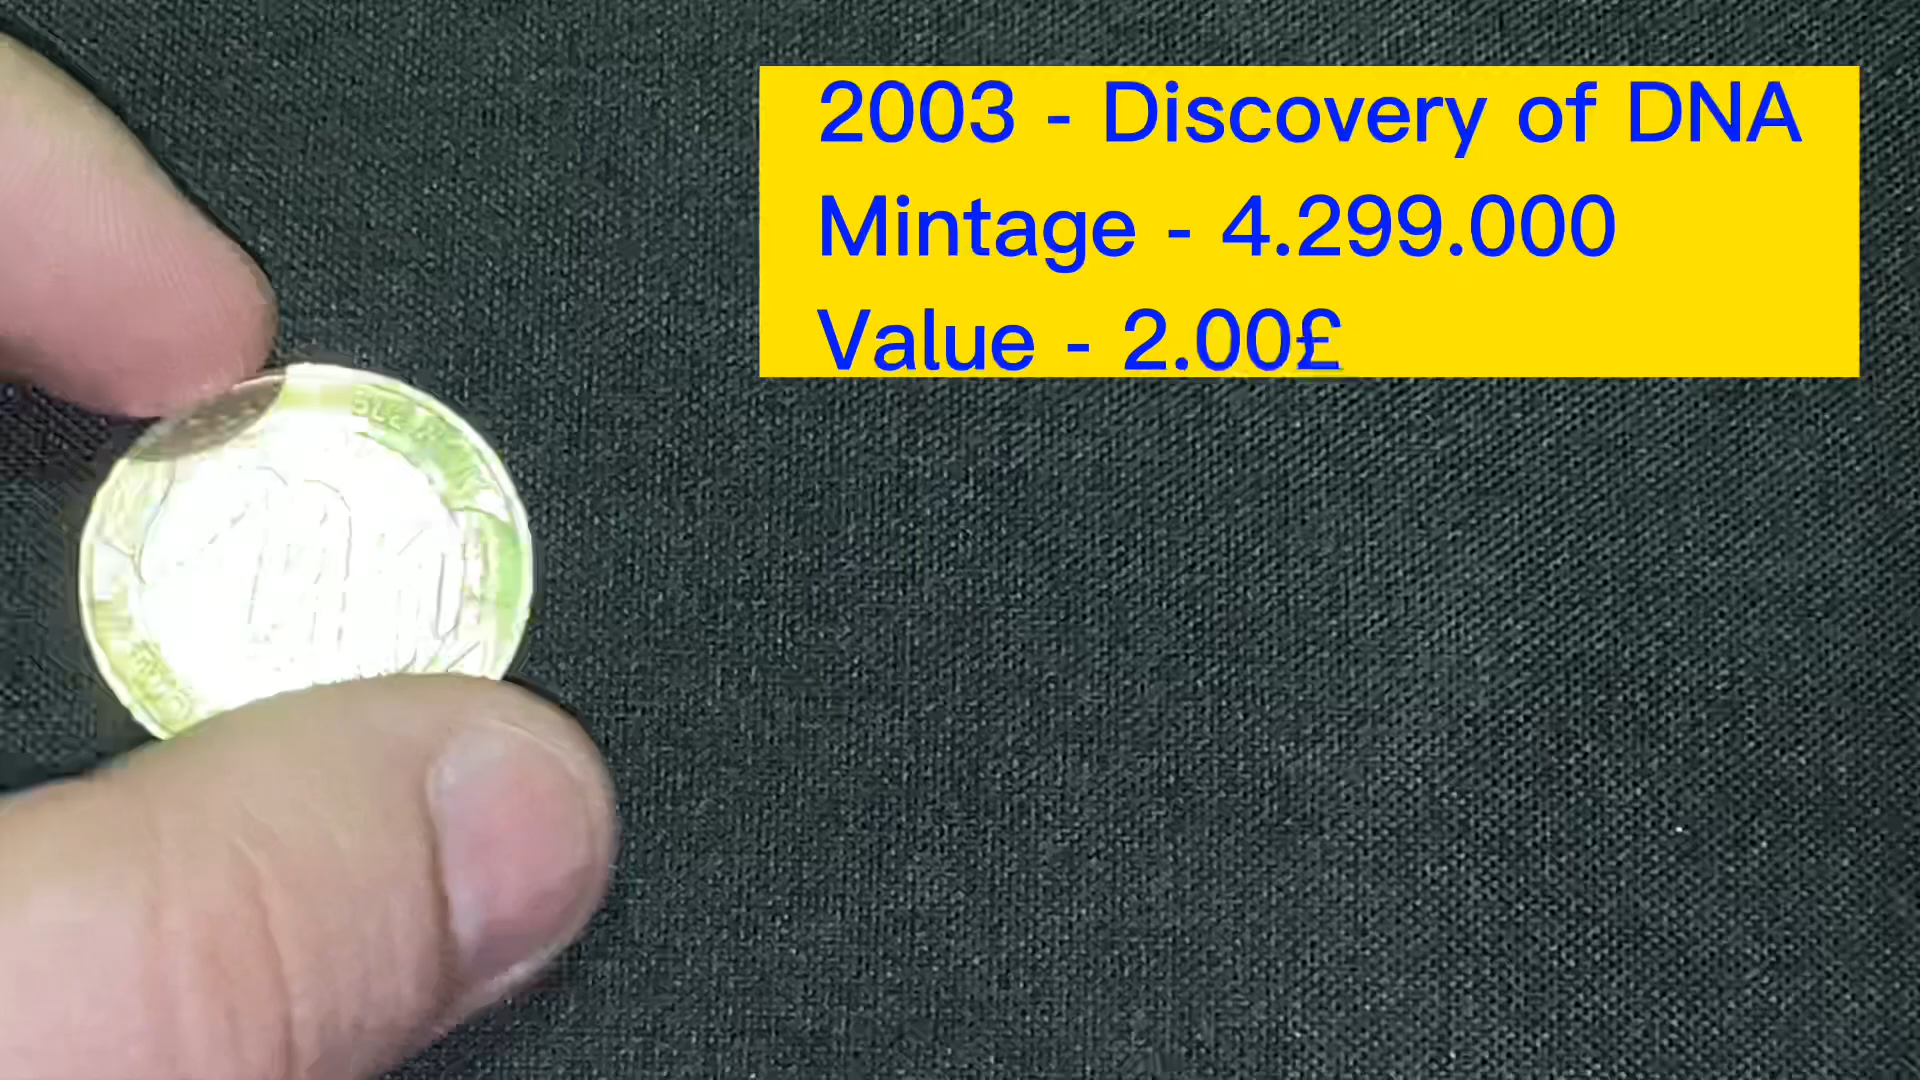 2003 - Discovery of DNA
Mintage - 4.299.000
Value - 2.00£